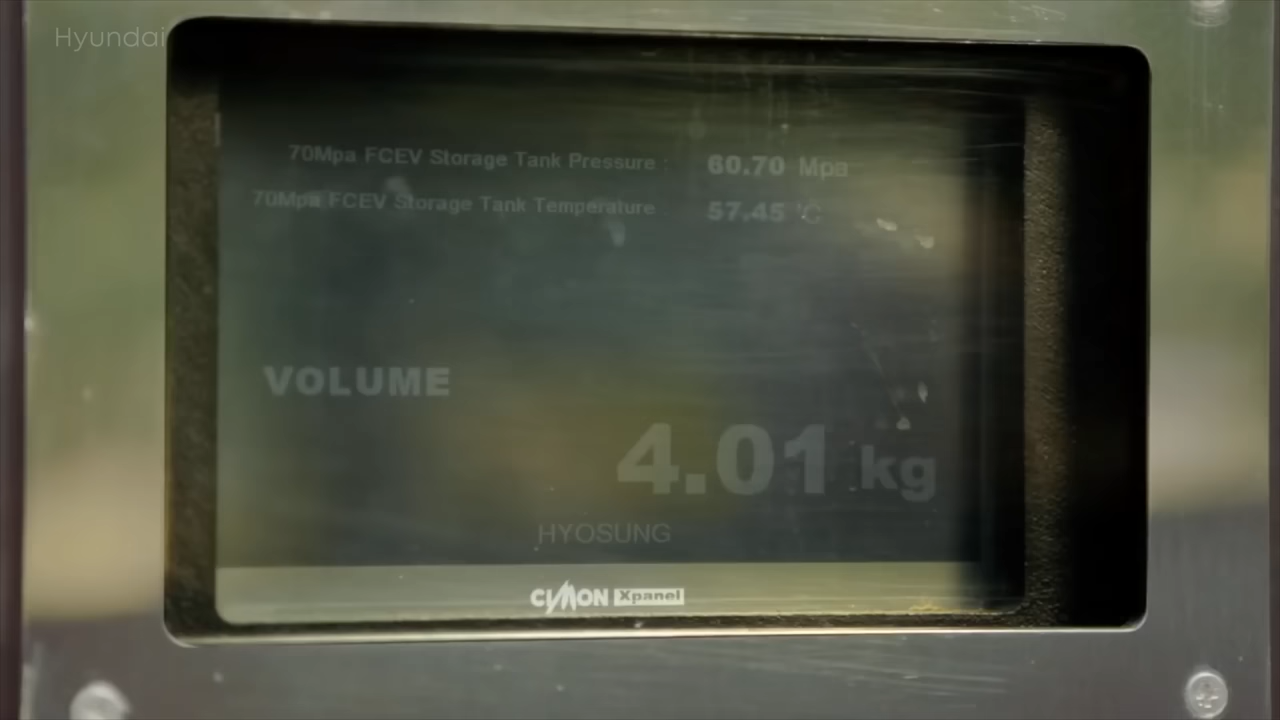 Hyundai
70Mpa FCEV Storage Tank Pressure : 60.70 Mpa
70Mpa FCEV Storage Tank Temperature : 57.45 °C
VOLUME
4.01 kg
HYOSUNG
CIMON Xpanel